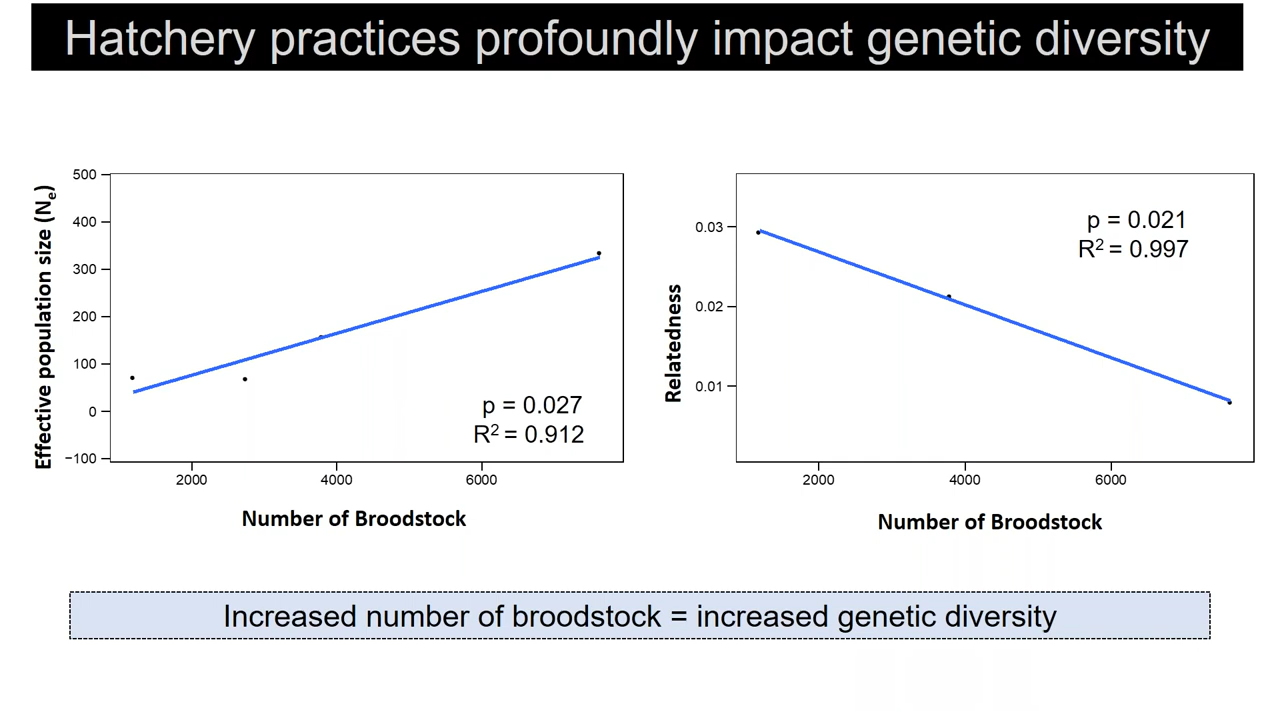 Hatchery practices profoundly impact genetic diversity
Effective population size (Ne)
500
400
300
200
100
0
−100
p = 0.027
R² = 0.912
2000
4000
6000
Number of Broodstock
Relatedness
0.03
0.02
0.01
p = 0.021
R² = 0.997
2000
4000
6000
Number of Broodstock
Increased number of broodstock = increased genetic diversity